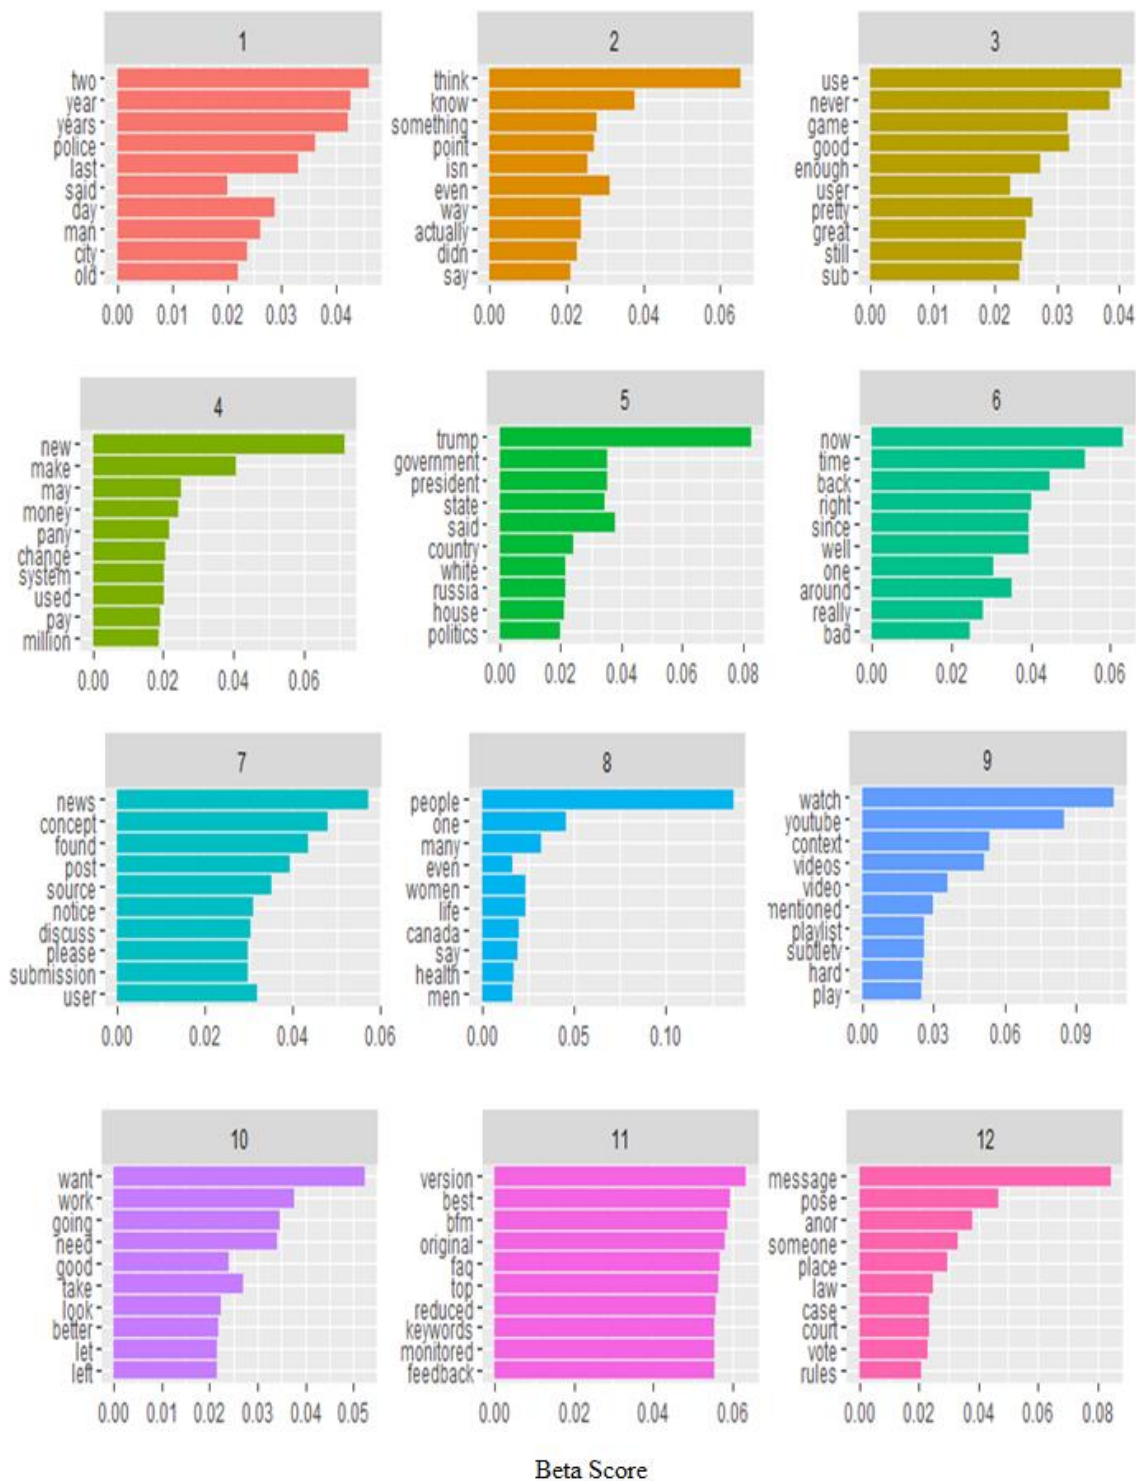 1
two
year
years
police
last
said
day
man
city
old
0.00 0.01 0.02 0.03 0.04
2
think
know
something
point
isn
even
way
actually
didn
say
0.00 0.02 0.04 0.06
3
use
never
game
good
enough
user
pretty
great
still
sub
0.00 0.01 0.02 0.03 0.04
4
new
make
may
money
pany
change
system
used
pay
million
0.00 0.02 0.04 0.06
5
trump
government
president
state
said
country
white
russia
house
politics
0.00 0.02 0.04 0.06 0.08
6
now
time
back
right
since
well
one
around
really
bad
0.00 0.02 0.04 0.06
7
news
concept
found
post
source
notice
discuss
please
submission
user
0.00 0.02 0.04 0.06
8
people
one
many
even
women
life
canada
say
health
men
0.00 0.05 0.10
9
watch
youtube
context
videos
video
mentioned
playlist
subtletv
hard
play
0.00 0.03 0.06 0.09
10
want
work
going
need
good
take
look
better
let
left
0.00 0.01 0.02 0.03 0.04 0.05
11
version
best
bfm
original
faq
top
reduced
keywords
monitored
feedback
0.00 0.02 0.04 0.06
12
message
pose
anor
someone
place
law
case
court
vote
rules
0.00 0.02 0.04 0.06 0.08
Beta Score